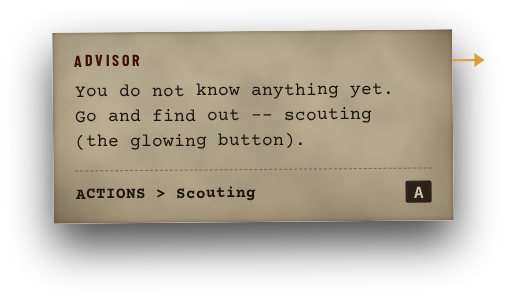 ADVISOR
You do not know anything yet.
Go and find out -- scouting
(the glowing button).
ACTIONS > Scouting
A